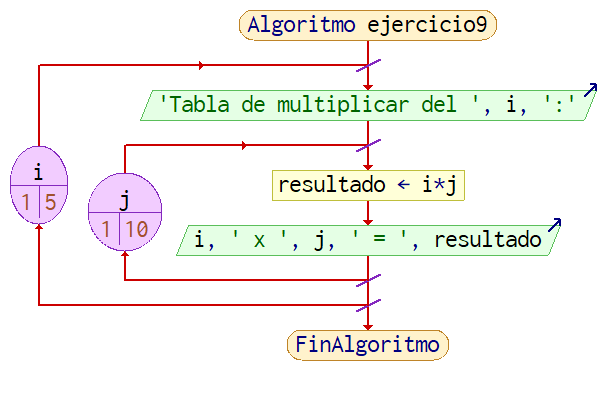 Algoritmo ejercicio9
'Tabla de multiplicar del ', i, ':'
i
1 5
j
1 10
resultado ← i*j
i, ' x ', j, ' = ', resultado
FinAlgoritmo